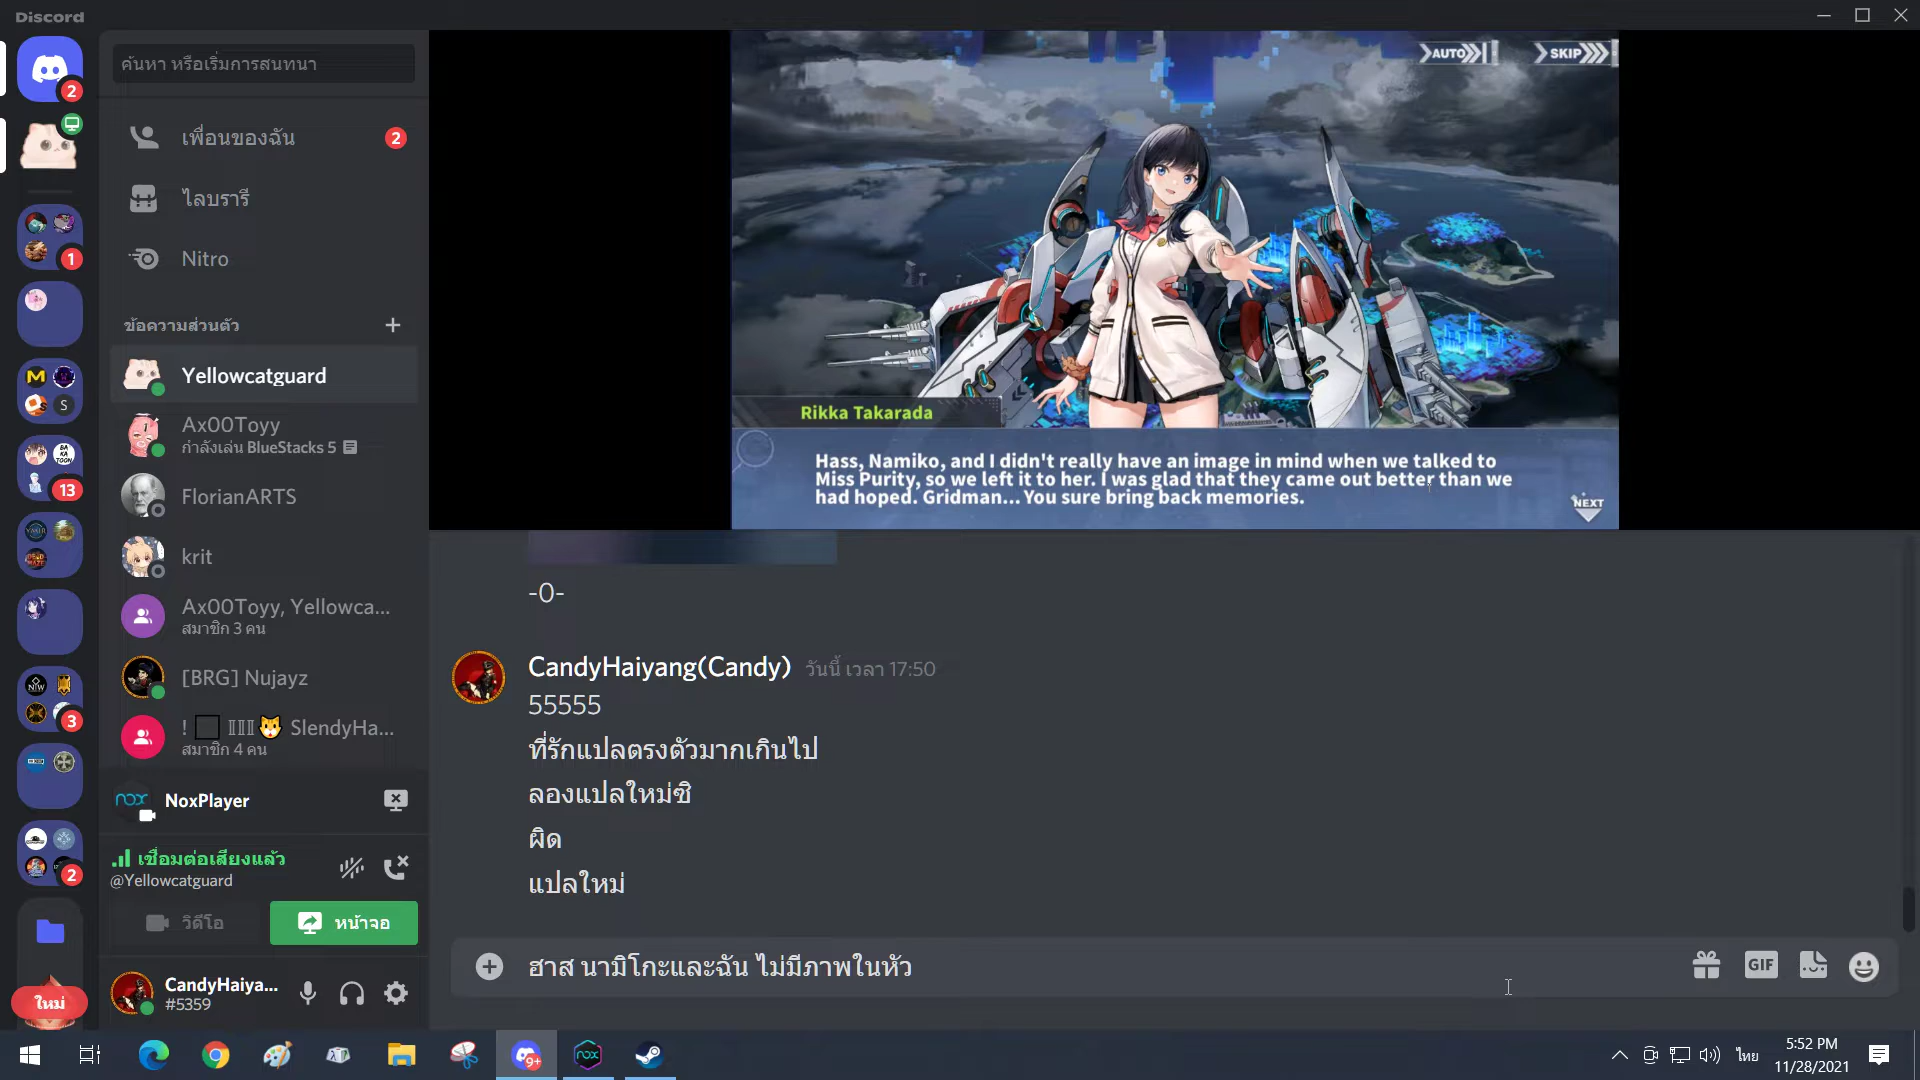 Discord
ค้นหา หรือเริ่มการสนทนา
2
เพื่อนของฉัน
2
ไลบรารี
Nitro
1
ข้อความส่วนตัว
Yellowcatguard
Ax00Toyy
กำลังเล่น BlueStacks 5
FlorianARTS
13
krit
Ax00Toyy, Yellowca...
สมาชิก 3 คน
[BRG] Nujayz
3
SlendyHa...
สมาชิก 4 คน
nox
NoxPlayer
เชื่อมต่อเสียงแล้ว
@Yellowcatguard
2
วิดีโอ
หน้าจอ
CandyHaiya...
#5359
ใหม่
AUTO
SKIP
Rikka Takarada
Hass, Namiko, and I didn't really have an image in mind when we talked to
Miss Purity, so we left it to her. I was glad that they came out better than we
had hoped. Gridman... You sure bring back memories.
NEXT
-0-
CandyHaiyang(Candy) วันนี้ เวลา 17:50
55555
ที่รักแปลตรงตัวมากเกินไป
ลองแปลใหม่ซิ
ผิด
แปลใหม่
ฮาส นามิโกะและฉัน ไม่มีภาพในหัว
GIF
9+
nox
ไทย
5:52 PM
11/28/2021